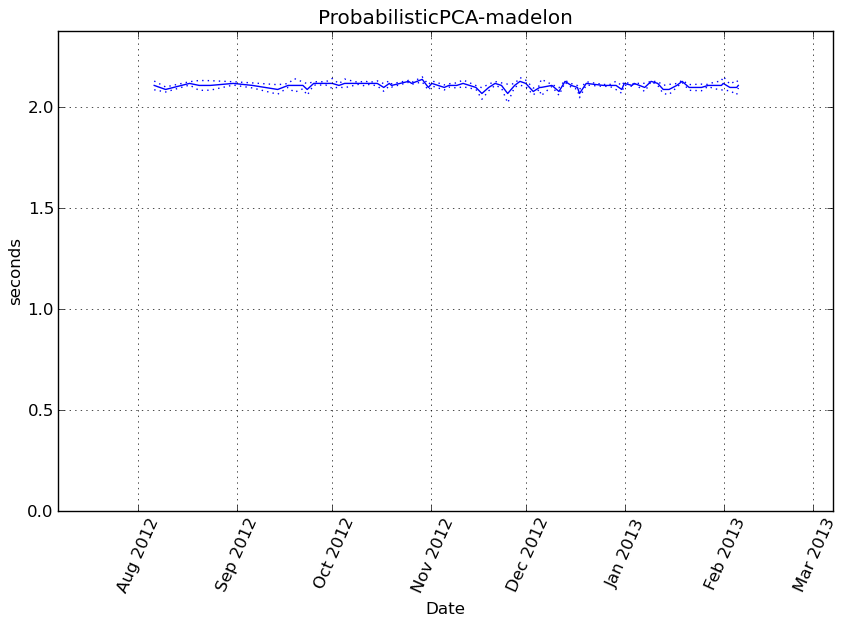 ProbabilisticPCA-madelon
2.0
1.5
1.0
0.5
0.0
seconds
Aug 2012
Sep 2012
Oct 2012
Nov 2012
Dec 2012
Jan 2013
Feb 2013
Mar 2013
Date